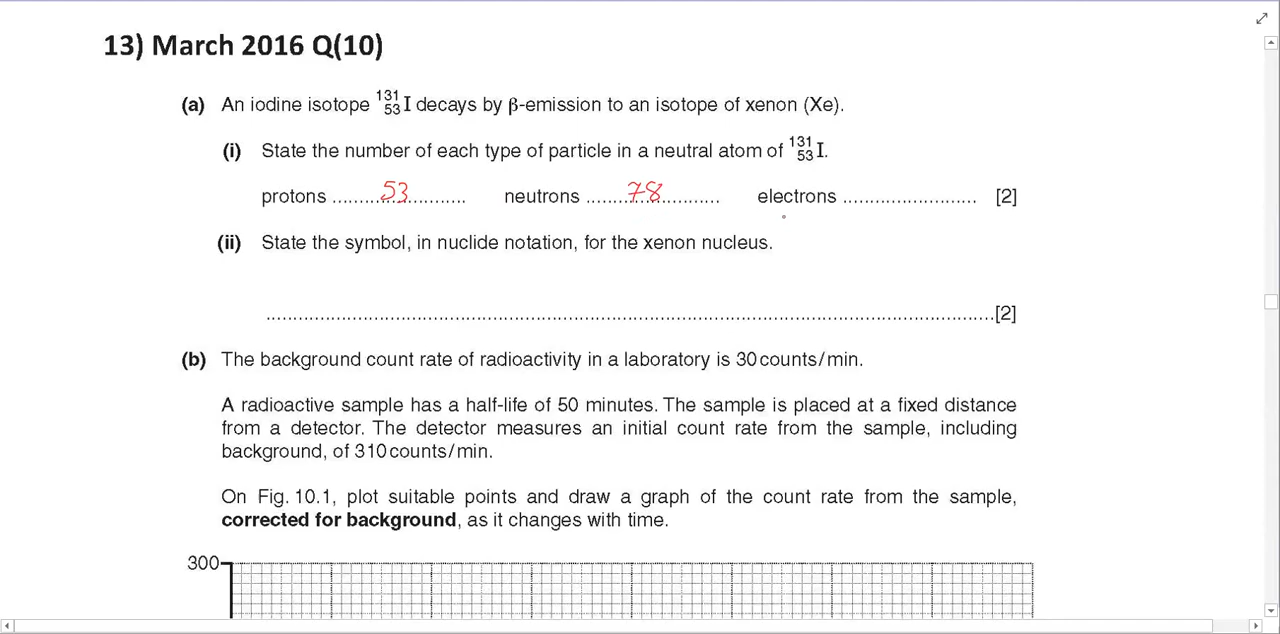 13) March 2016 Q(10)
(a) An iodine isotope ¹³¹₅₃I decays by β-emission to an isotope of xenon (Xe).
(i) State the number of each type of particle in a neutral atom of ¹³¹₅₃I.
protons ........53........ neutrons ........78........ electrons ......................... [2]
(ii) State the symbol, in nuclide notation, for the xenon nucleus.
..........................................................................................................................................[2]
(b) The background count rate of radioactivity in a laboratory is 30 counts/min.
A radioactive sample has a half-life of 50 minutes. The sample is placed at a fixed distance
from a detector. The detector measures an initial count rate from the sample, including
background, of 310 counts/min.
On Fig. 10.1, plot suitable points and draw a graph of the count rate from the sample,
corrected for background, as it changes with time.
300